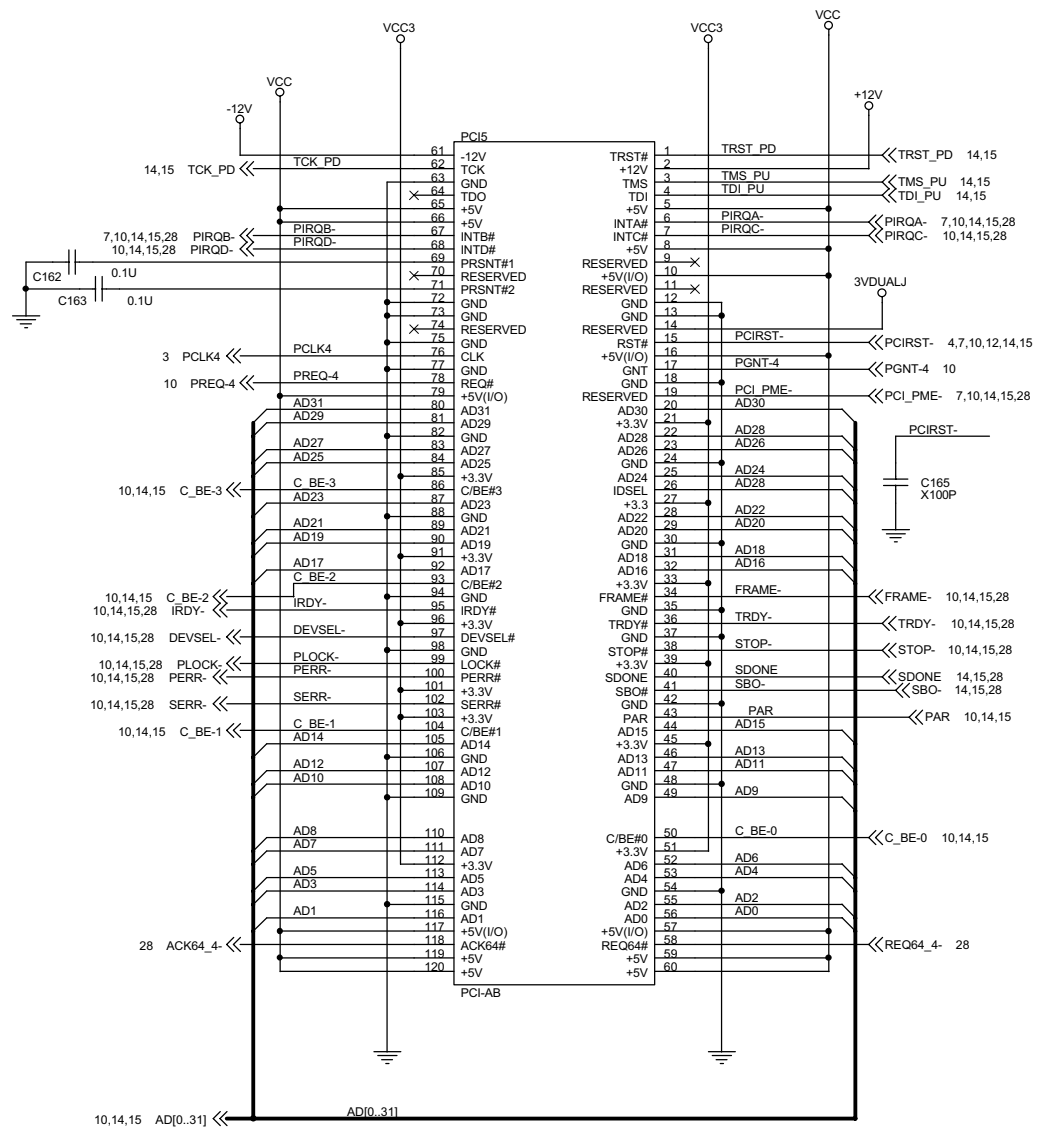 VCC3 VCC3 VCC
VCC
-12V +12V
PCI5
61 -12V TRST# 1 TRST_PD TRST_PD 14,15
14,15 TCK_PD TCK_PD 62 TCK +12V 2
63 GND TMS 3 TMS_PU TMS_PU 14,15
64 TDO TDI 4 TDI_PU TDI_PU 14,15
65 +5V +5V 5
66 +5V INTA# 6 PIRQA- PIRQA- 7,10,14,15,28
7,10,14,15,28 PIRQB- PIRQB- 67 INTB# INTC# 7 PIRQC- PIRQC- 10,14,15,28
10,14,15,28 PIRQD- PIRQD- 68 INTD# +5V 8
69 PRSNT#1 RESERVED 9
C162 0.1U 70 RESERVED +5V(I/O) 10
71 PRSNT#2 RESERVED 11 3VDUALJ
C163 0.1U 72 GND GND 12
73 GND GND 13
74 RESERVED RESERVED 14
75 GND RST# 15 PCIRST- PCIRST- 4,7,10,12,14,15
3 PCLK4 PCLK4 76 CLK +5V(I/O) 16
77 GND GNT 17 PGNT-4 PGNT-4 10
10 PREQ-4 PREQ-4 78 REQ# GND 18
79 +5V(I/O) RESERVED 19 PCI_PME- PCI_PME- 7,10,14,15,28
AD31 80 AD31 AD30 20 AD30
AD29 81 AD29 +3.3V 21
82 GND AD28 22 AD28 PCIRST-
AD27 83 AD27 AD26 23 AD26
AD25 84 AD25 GND 24
85 +3.3V AD24 25 AD24
10,14,15 C_BE-3 C_BE-3 86 C/BE#3 IDSEL 26 AD28 C165
AD23 87 AD23 +3.3 27 X100P
88 GND AD22 28 AD22
AD21 89 AD21 AD20 29 AD20
AD19 90 AD19 GND 30
91 +3.3V AD18 31 AD18
AD17 92 AD17 AD16 32 AD16
10,14,15 C_BE-2 C_BE-2 93 C/BE#2 +3.3V 33
94 GND FRAME# 34 FRAME- FRAME- 10,14,15,28
10,14,15,28 IRDY- IRDY- 95 IRDY# GND 35
96 +3.3V TRDY# 36 TRDY- TRDY- 10,14,15,28
10,14,15,28 DEVSEL- DEVSEL- 97 DEVSEL# GND 37
98 GND STOP# 38 STOP- STOP- 10,14,15,28
10,14,15,28 PLOCK- PLOCK- 99 LOCK# +3.3V 39
10,14,15,28 PERR- PERR- 100 PERR# SDONE 40 SDONE SDONE 14,15,28
101 +3.3V SBO# 41 SBO- SBO- 14,15,28
10,14,15,28 SERR- SERR- 102 SERR# GND 42
103 +3.3V PAR 43 PAR PAR 10,14,15
10,14,15 C_BE-1 C_BE-1 104 C/BE#1 AD15 44 AD15
AD14 105 AD14 +3.3V 45
106 GND AD13 46 AD13
AD12 107 AD12 AD11 47 AD11
AD10 108 AD10 GND 48
109 GND AD9 49 AD9
AD8 110 AD8 C/BE#0 50 C_BE-0 C_BE-0 10,14,15
AD7 111 AD7 +3.3V 51
112 +3.3V AD6 52 AD6
AD5 113 AD5 AD4 53 AD4
AD3 114 AD3 GND 54
115 GND AD2 55 AD2
AD1 116 AD1 AD0 56 AD0
117 +5V(I/O) +5V(I/O) 57
28 ACK64_4- 118 ACK64# REQ64# 58 REQ64_4- 28
119 +5V +5V 59
120 +5V +5V 60
PCI-AB
10,14,15 AD[0..31] AD[0..31]